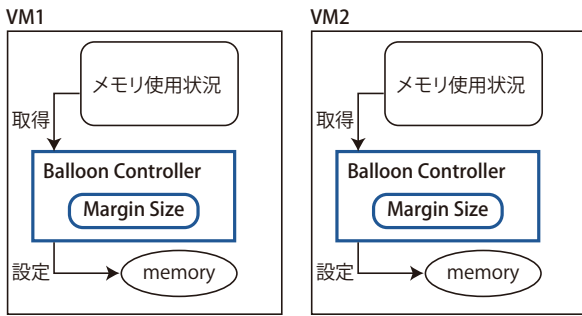 VM1
メモリ使用状況
取得
Balloon Controller
Margin Size
設定
memory
VM2
メモリ使用状況
取得
Balloon Controller
Margin Size
設定
memory